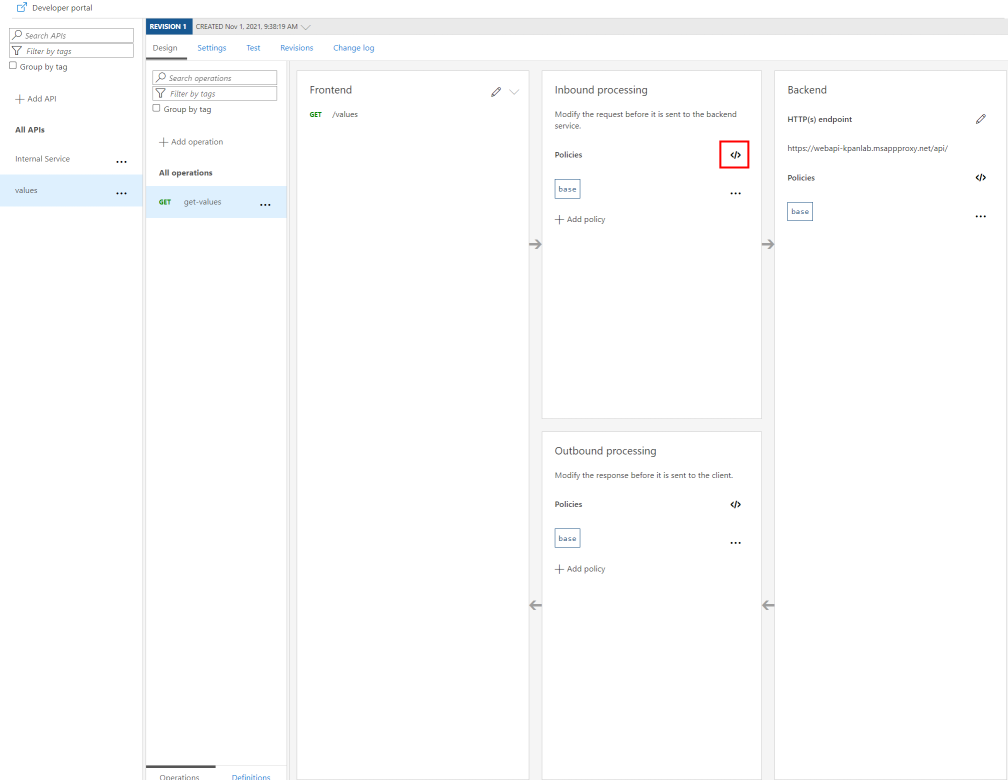 Developer portal
Search APIs
Filter by tags
Group by tag
Add API
All APIs
Internal Service
values
REVISION 1
CREATED Nov 1, 2021, 9:38:19 AM
Design
Settings
Test
Revisions
Change log
Search operations
Filter by tags
Group by tag
Add operation
All operations
GET get-values
Operations
Definitions
Frontend
GET /values
Inbound processing
Modify the request before it is sent to the backend
service.
Policies
</>
base
Add policy
Outbound processing
Modify the response before it is sent to the client.
Policies
</>
base
Add policy
Backend
HTTP(s) endpoint
https://webapi-kpanlab.msappproxy.net/api/
Policies
</>
base